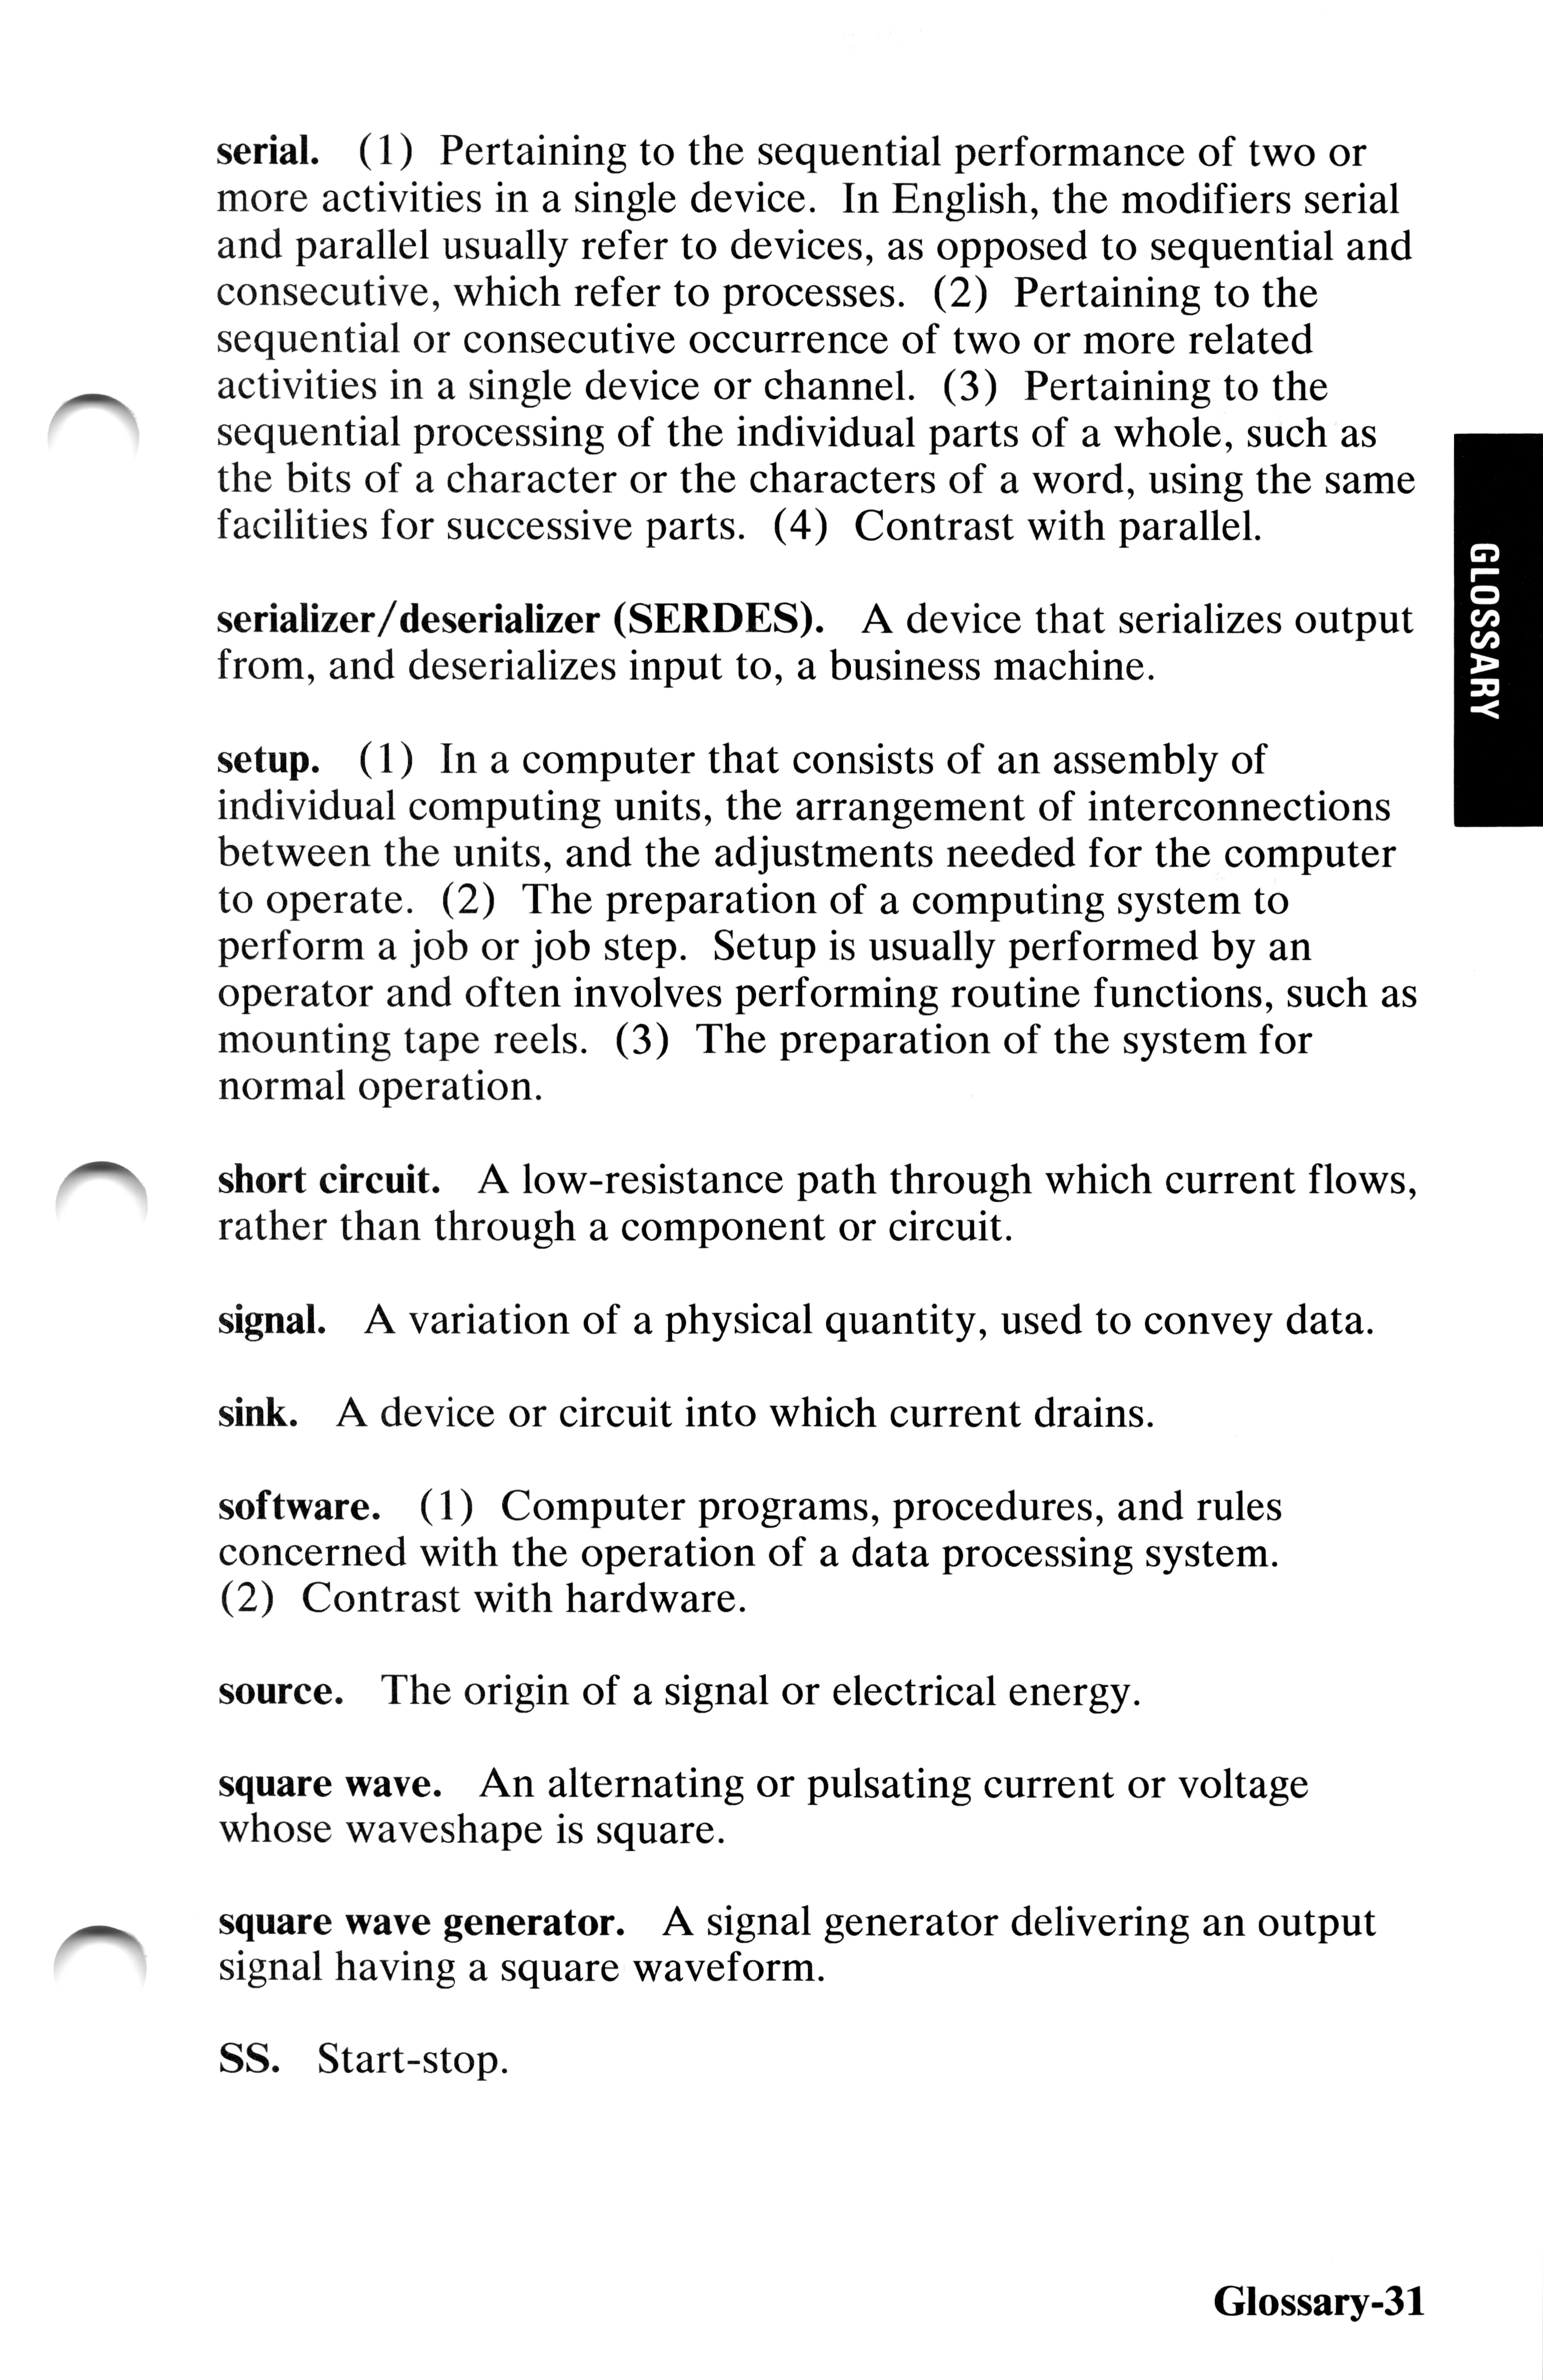 serial. (1) Pertaining to the sequential performance of two or
more activities in a single device. In English, the modifiers serial
and parallel usually refer to devices, as opposed to sequential and
consecutive, which refer to processes. (2) Pertaining to the
sequential or consecutive occurrence of two or more related
activities in a single device or channel. (3) Pertaining to the
sequential processing of the individual parts of a whole, such as
the bits of a character or the characters of a word, using the same
facilities for successive parts. (4) Contrast with parallel.
serializer/deserializer (SERDES). A device that serializes output
from, and deserializes input to, a business machine.
setup. (1) In a computer that consists of an assembly of
individual computing units, the arrangement of interconnections
between the units, and the adjustments needed for the computer
to operate. (2) The preparation of a computing system to
perform a job or job step. Setup is usually performed by an
operator and often involves performing routine functions, such as
mounting tape reels. (3) The preparation of the system for
normal operation.
short circuit. A low-resistance path through which current flows,
rather than through a component or circuit.
signal. A variation of a physical quantity, used to convey data.
sink. A device or circuit into which current drains.
software. (1) Computer programs, procedures, and rules
concerned with the operation of a data processing system.
(2) Contrast with hardware.
source. The origin of a signal or electrical energy.
square wave. An alternating or pulsating current or voltage
whose waveshape is square.
square wave generator. A signal generator delivering an output
signal having a square waveform.
SS. Start-stop.
GLOSSARY
Glossary-31